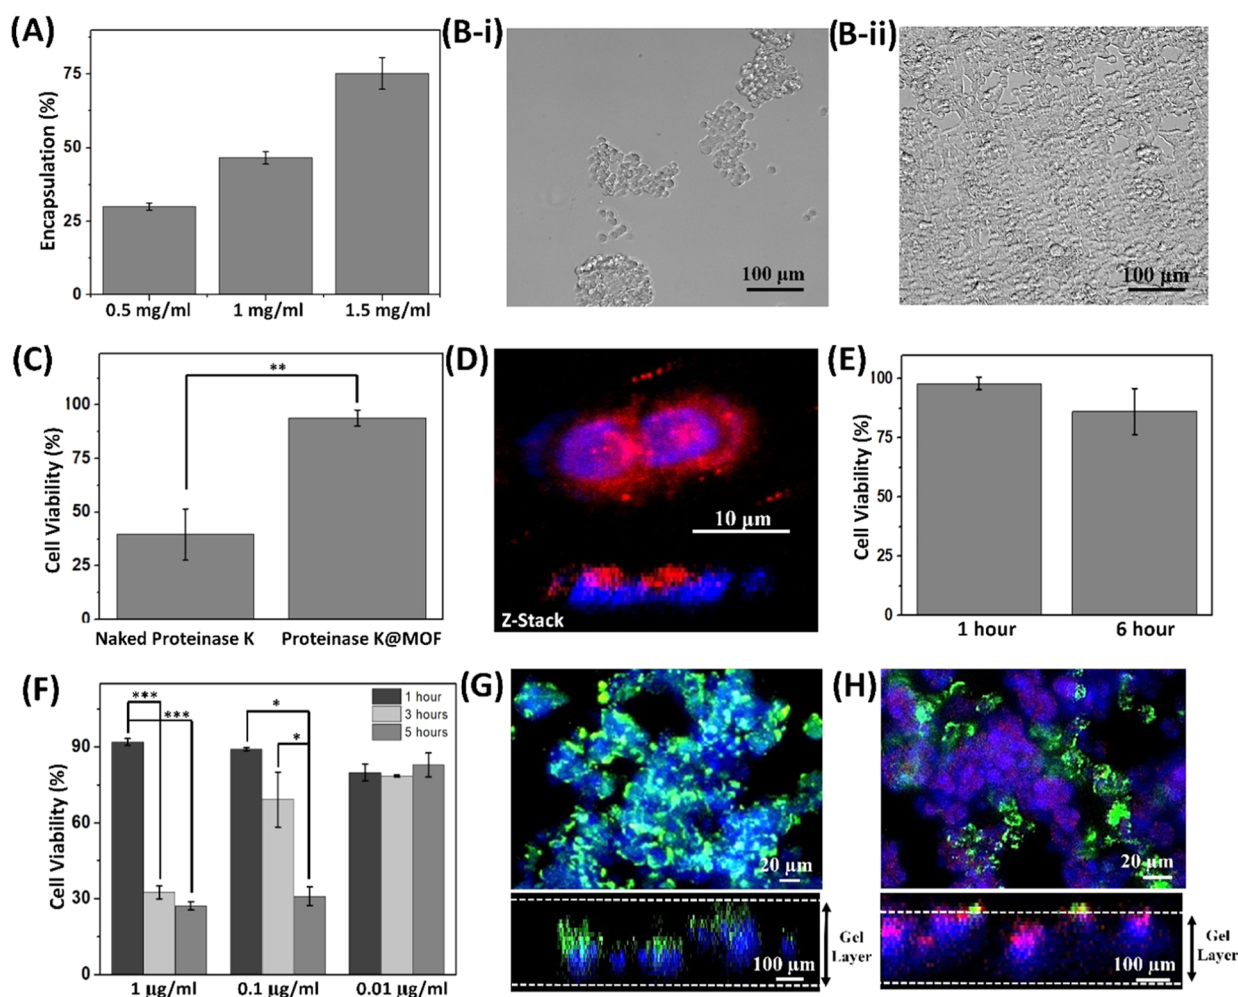 (A)
Encapsulation (%)
75
50
25
0
0.5 mg/ml
1 mg/ml
1.5 mg/ml
(B-i)
100 μm
(B-ii)
100 μm
(C)
Cell Viability (%)
100
50
25
0
**
Naked Proteinase K
Proteinase K@MOF
(D)
10 μm
Z-Stack
(E)
Cell Viability (%)
100
75
50
25
0
1 hour
6 hour
(F)
Cell Viability (%)
90
60
30
0
***
***
*
*
1 hour
3 hours
5 hours
1 μg/ml
0.1 μg/ml
0.01 μg/ml
(G)
20 μm
100 μm
Gel
Layer
(H)
20 μm
100 μm
Gel
Layer